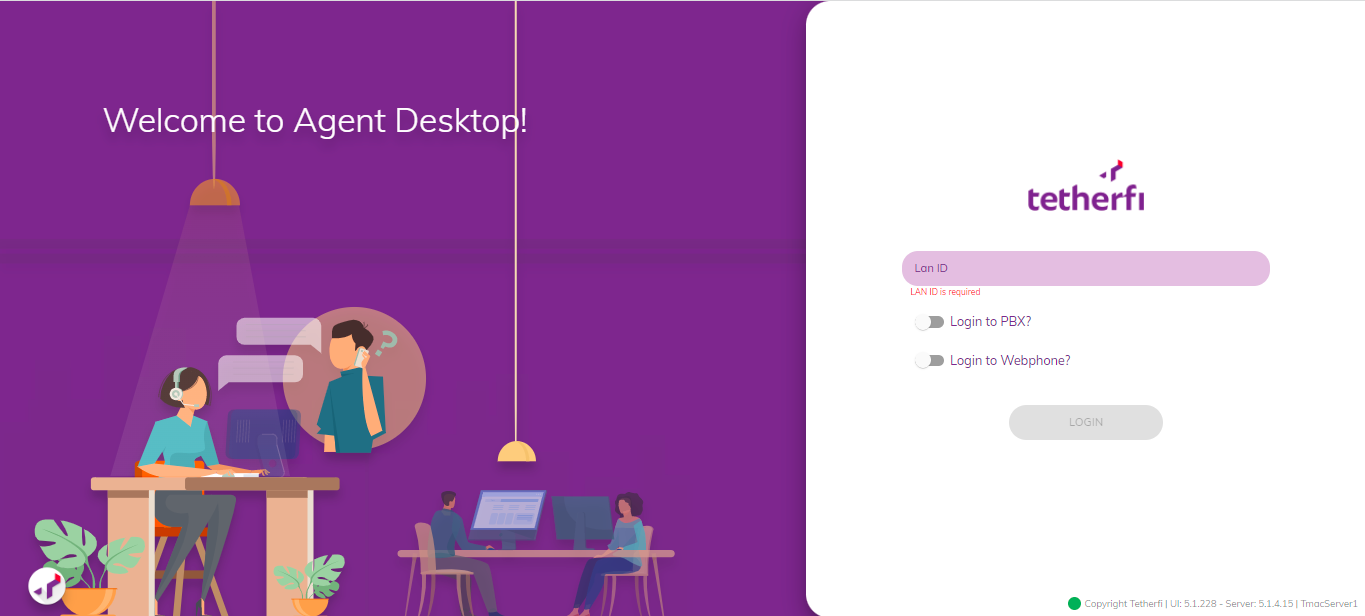 Welcome to Agent Desktop!
tetherfi
Lan ID
LAN ID is required
Login to PBX?
Login to Webphone?
LOGIN
?
Copyright Tetherfi | UI: 5.1.228 - Server: 5.1.4.15 | TmacServer1